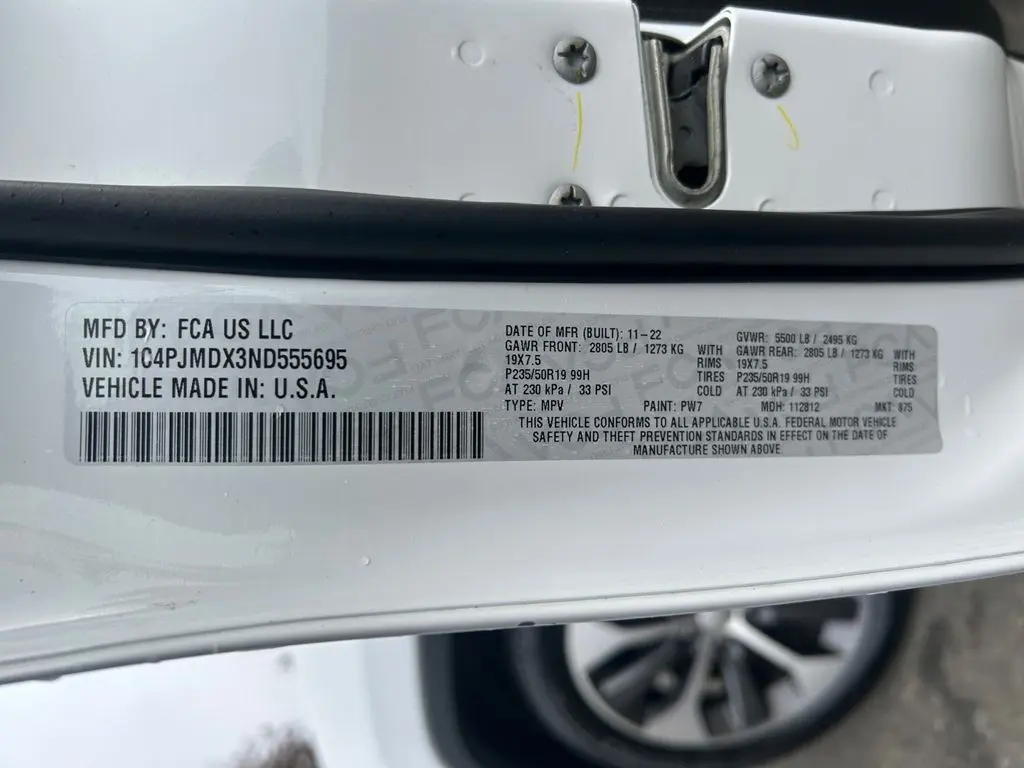 MFD BY: FCA US LLC
VIN: 1C4PJMDX3ND555695
VEHICLE MADE IN: U.S.A.
DATE OF MFR (BUILT): 11-22 GVWR: 5500 LB / 2495 KG
GAWR FRONT: 2805 LB / 1273 KG WITH GAWR REAR: 2805 LB / 1273 KG WITH
19X7.5 RIMS 19X7.5 RIMS
P235/50R19 99H TIRES P235/50R19 99H TIRES
AT 230 kPa / 33 PSI COLD AT 230 kPa / 33 PSI COLD
TYPE: MPV PAINT: PW7 MDH: 112812 MKT: 875
THIS VEHICLE CONFORMS TO ALL APPLICABLE U.S.A. FEDERAL MOTOR VEHICLE
SAFETY AND THEFT PREVENTION STANDARDS IN EFFECT ON THE DATE OF
MANUFACTURE SHOWN ABOVE